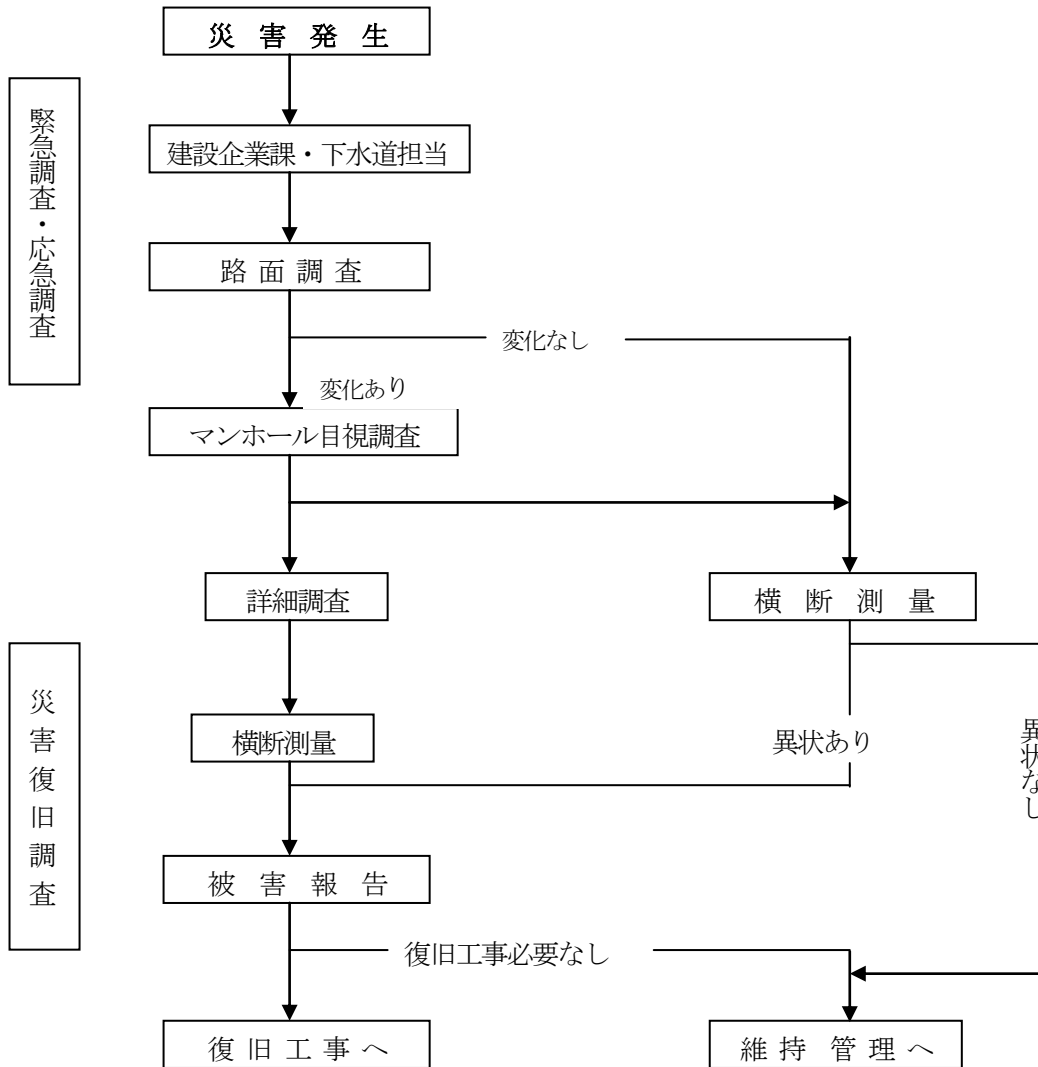 災害発生
緊急調査・応急調査
建設企業課・下水道担当
路面調査
変化なし
変化あり
マンホール目視調査
詳細調査
横断測量
災害復旧調査
横断測量
異状あり
異状なし
被害報告
復旧工事必要なし
復旧工事へ
維持管理へ